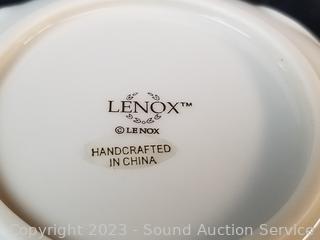 LENOX™
© LENOX
HANDCRAFTED
IN CHINA
Copyright 2023 - Sound Auction Service